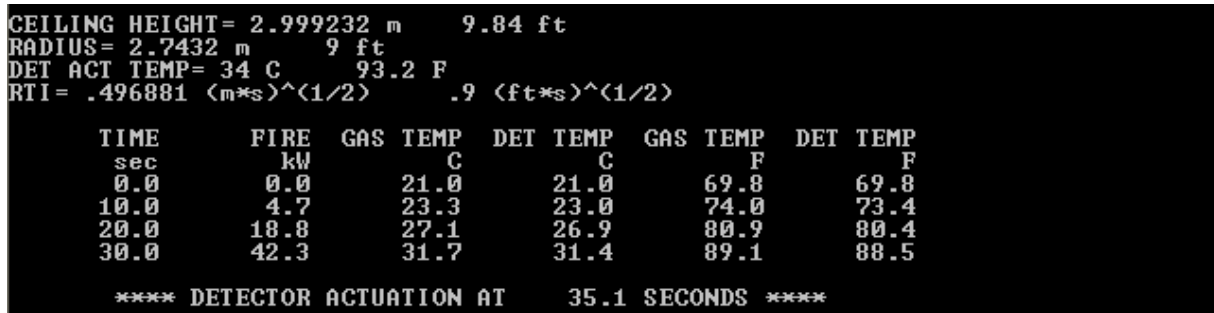 CEILING HEIGHT= 2.999232 m 9.84 ft
RADIUS= 2.7432 m 9 ft
DET ACT TEMP= 34 C 93.2 F
RTI= .496881 (m*s)^(1/2) .9 (ft*s)^(1/2)
TIME FIRE GAS TEMP DET TEMP GAS TEMP DET TEMP
sec kW C C F F
0.0 0.0 21.0 21.0 69.8 69.8
10.0 4.7 23.3 23.0 74.0 73.4
20.0 18.8 27.1 26.9 80.9 80.4
30.0 42.3 31.7 31.4 89.1 88.5
**** DETECTOR ACTUATION AT 35.1 SECONDS ****